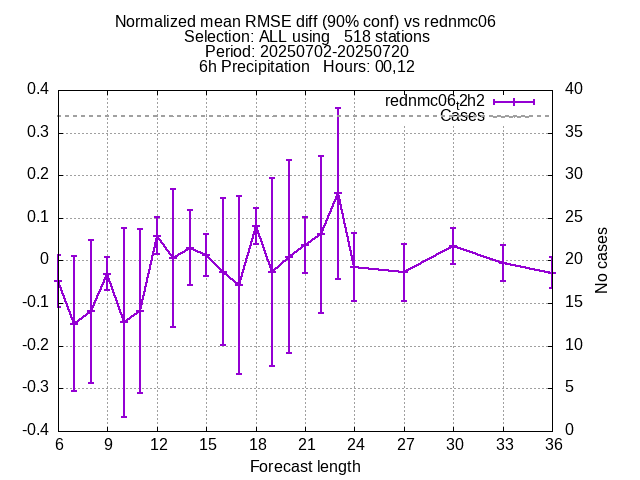 Normalized mean RMSE diff (90% conf) vs rednmc06
Selection: ALL using   518 stations
Period: 20250702-20250720
6h Precipitation   Hours: 00,12
0.4
0.3
0.2
0.1
0
-0.1
-0.2
-0.3
-0.4
40
35
30
25
20
15
10
5
0
rednmc06_t2h2
Cases
No cases
6 9 12 15 18 21 24 27 30 33 36
Forecast length